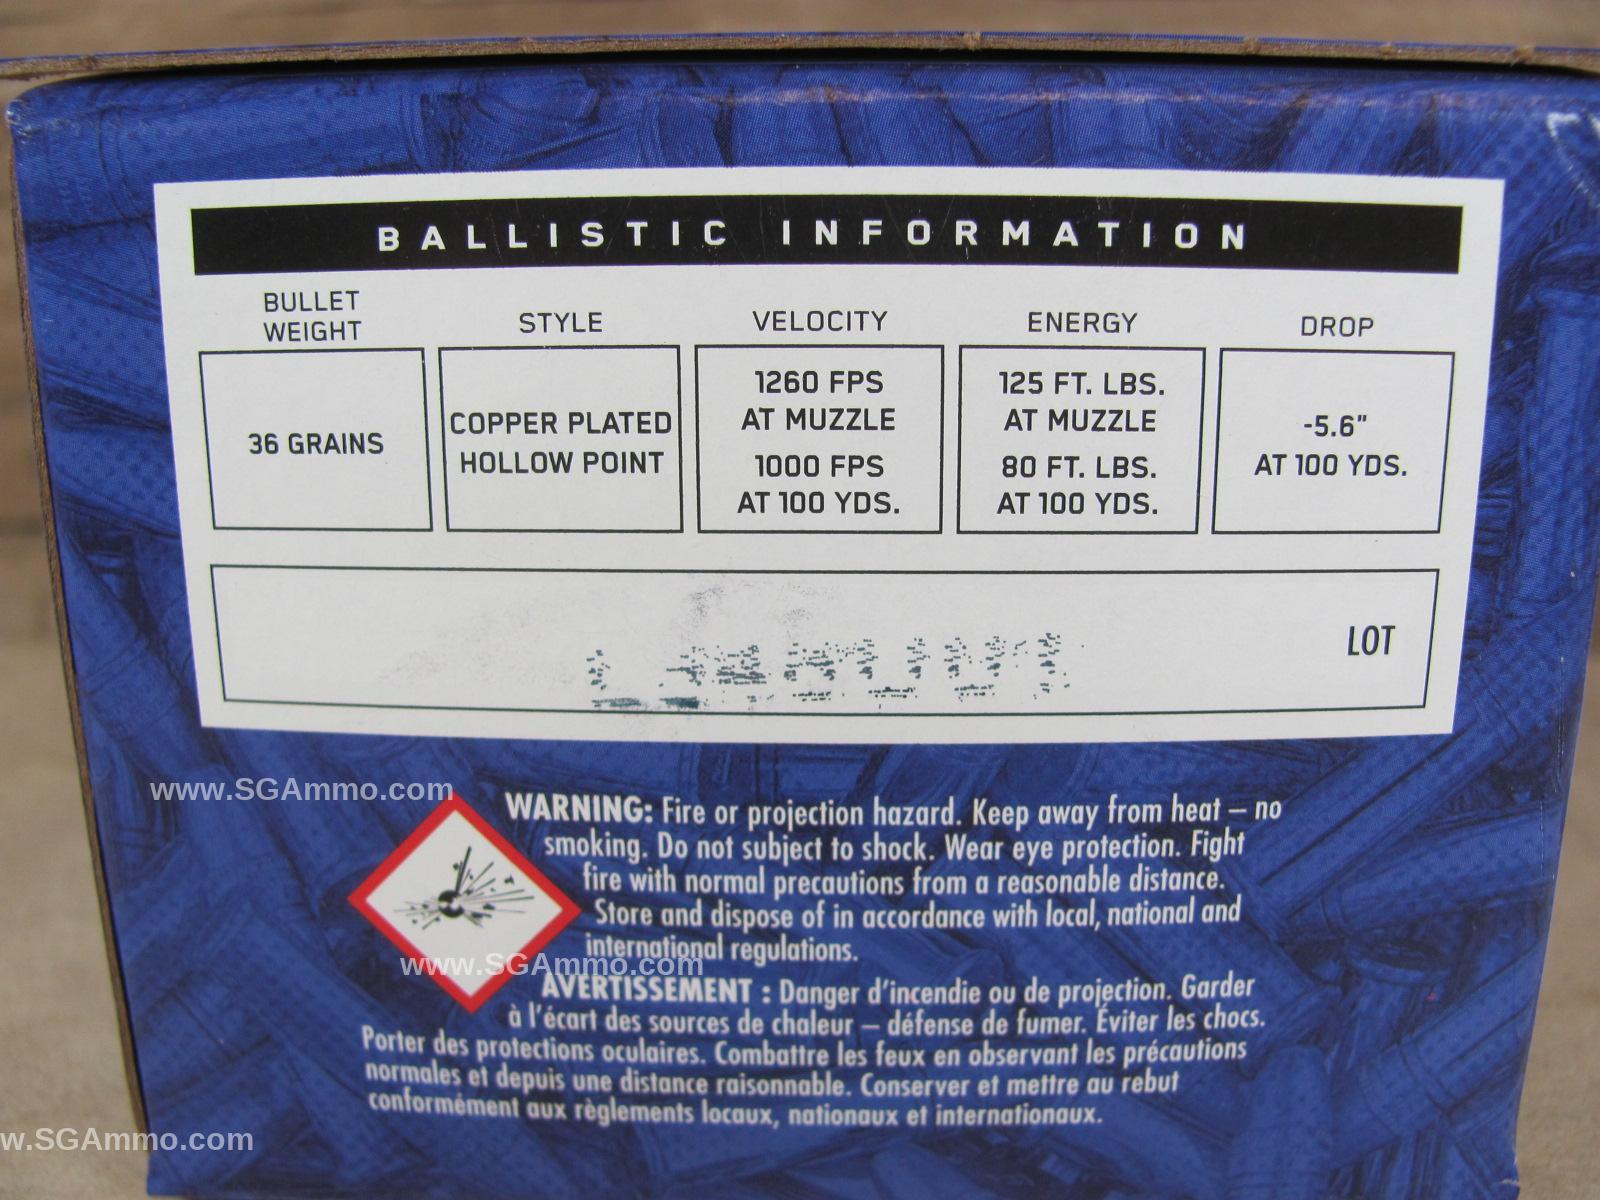 BALLISTIC INFORMATION
BULLET
WEIGHT
STYLE
VELOCITY
ENERGY
DROP
36 GRAINS
COPPER PLATED
HOLLOW POINT
1260 FPS
AT MUZZLE
1000 FPS
AT 100 YDS.
125 FT. LBS.
AT MUZZLE
80 FT. LBS.
AT 100 YDS.
-5.6"
AT 100 YDS.
LOT
www.SGAmmo.com
WARNING: Fire or projection hazard. Keep away from heat – no
smoking. Do not subject to shock. Wear eye protection. Fight
fire with normal precautions from a reasonable distance.
Store and dispose of in accordance with local, national and
international regulations.
www.SGAmmo.com
AVERTISSEMENT : Danger d'incendie ou de projection. Garder
à l'écart des sources de chaleur – défense de fumer. Éviter les chocs.
Porter des protections oculaires. Combattre les feux en observant les précautions
normales et depuis une distance raisonnable. Conserver et mettre au rebut
conformément aux règlements locaux, nationaux et internationaux.
w.SGAmmo.com